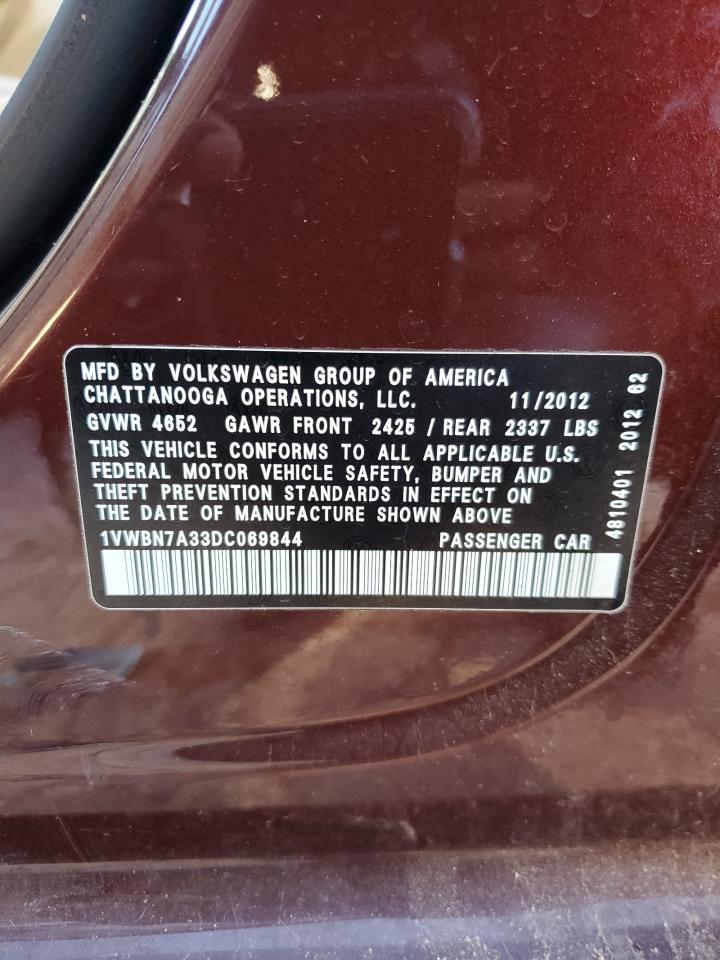 MFD BY VOLKSWAGEN GROUP OF AMERICA
CHATTANOOGA OPERATIONS, LLC. 11/2012
GVWR 4652 GAWR FRONT 2425 / REAR 2337 LBS
THIS VEHICLE CONFORMS TO ALL APPLICABLE U.S.
FEDERAL MOTOR VEHICLE SAFETY, BUMPER AND
THEFT PREVENTION STANDARDS IN EFFECT ON
THE DATE OF MANUFACTURE SHOWN ABOVE
1VWBN7A33DC069844 PASSENGER CAR
4810401 2012 62